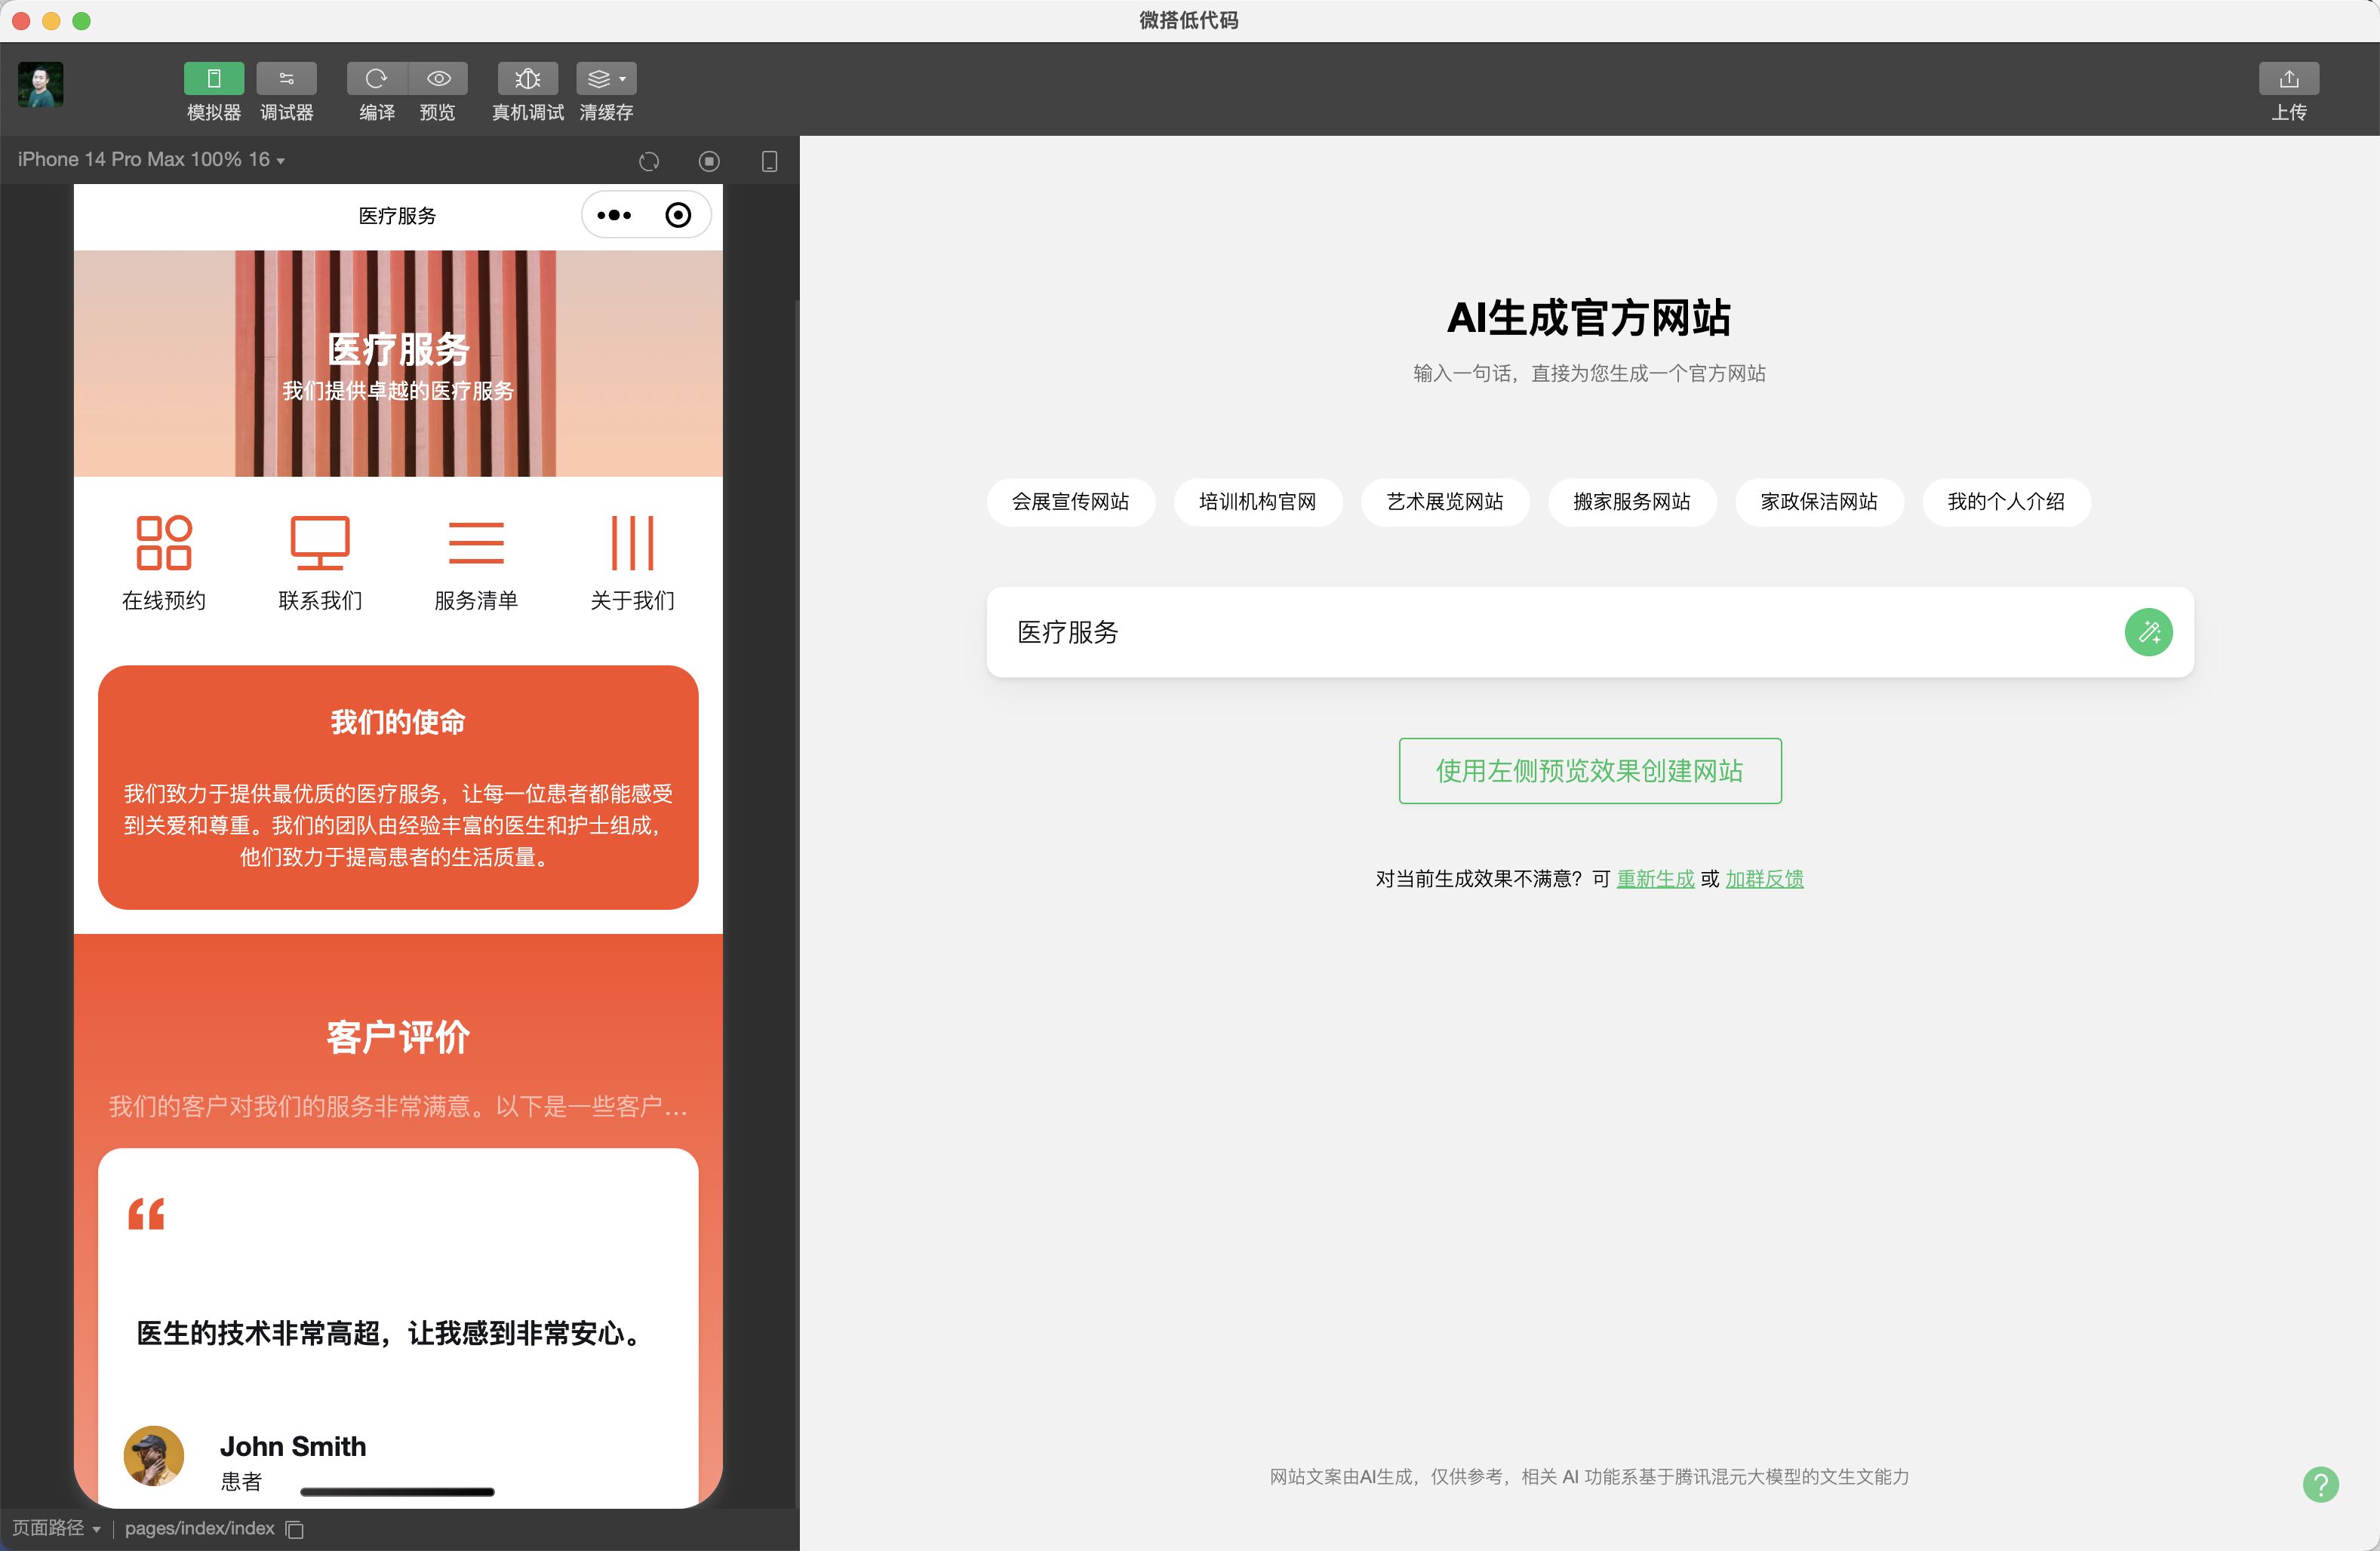 微搭低代码
模拟器
调试器
编译
预览
真机调试
清缓存
上传
iPhone 14 Pro Max 100% 16
医疗服务
医疗服务
我们提供卓越的医疗服务
在线预约
联系我们
服务清单
关于我们
我们的使命
我们致力于提供最优质的医疗服务，让每一位患者都能感受
到关爱和尊重。我们的团队由经验丰富的医生和护士组成，
他们致力于提高患者的生活质量。
客户评价
我们的客户对我们的服务非常满意。以下是一些客户...
“
医生的技术非常高超，让我感到非常安心。
John Smith
患者
页面路径
pages/index/index
AI生成官方网站
输入一句话，直接为您生成一个官方网站
会展宣传网站
培训机构官网
艺术展览网站
搬家服务网站
家政保洁网站
我的个人介绍
医疗服务
使用左侧预览效果创建网站
对当前生成效果不满意？可 重新生成 或 加群反馈
网站文案由AI生成，仅供参考，相关 AI 功能系基于腾讯混元大模型的文生文能力
?